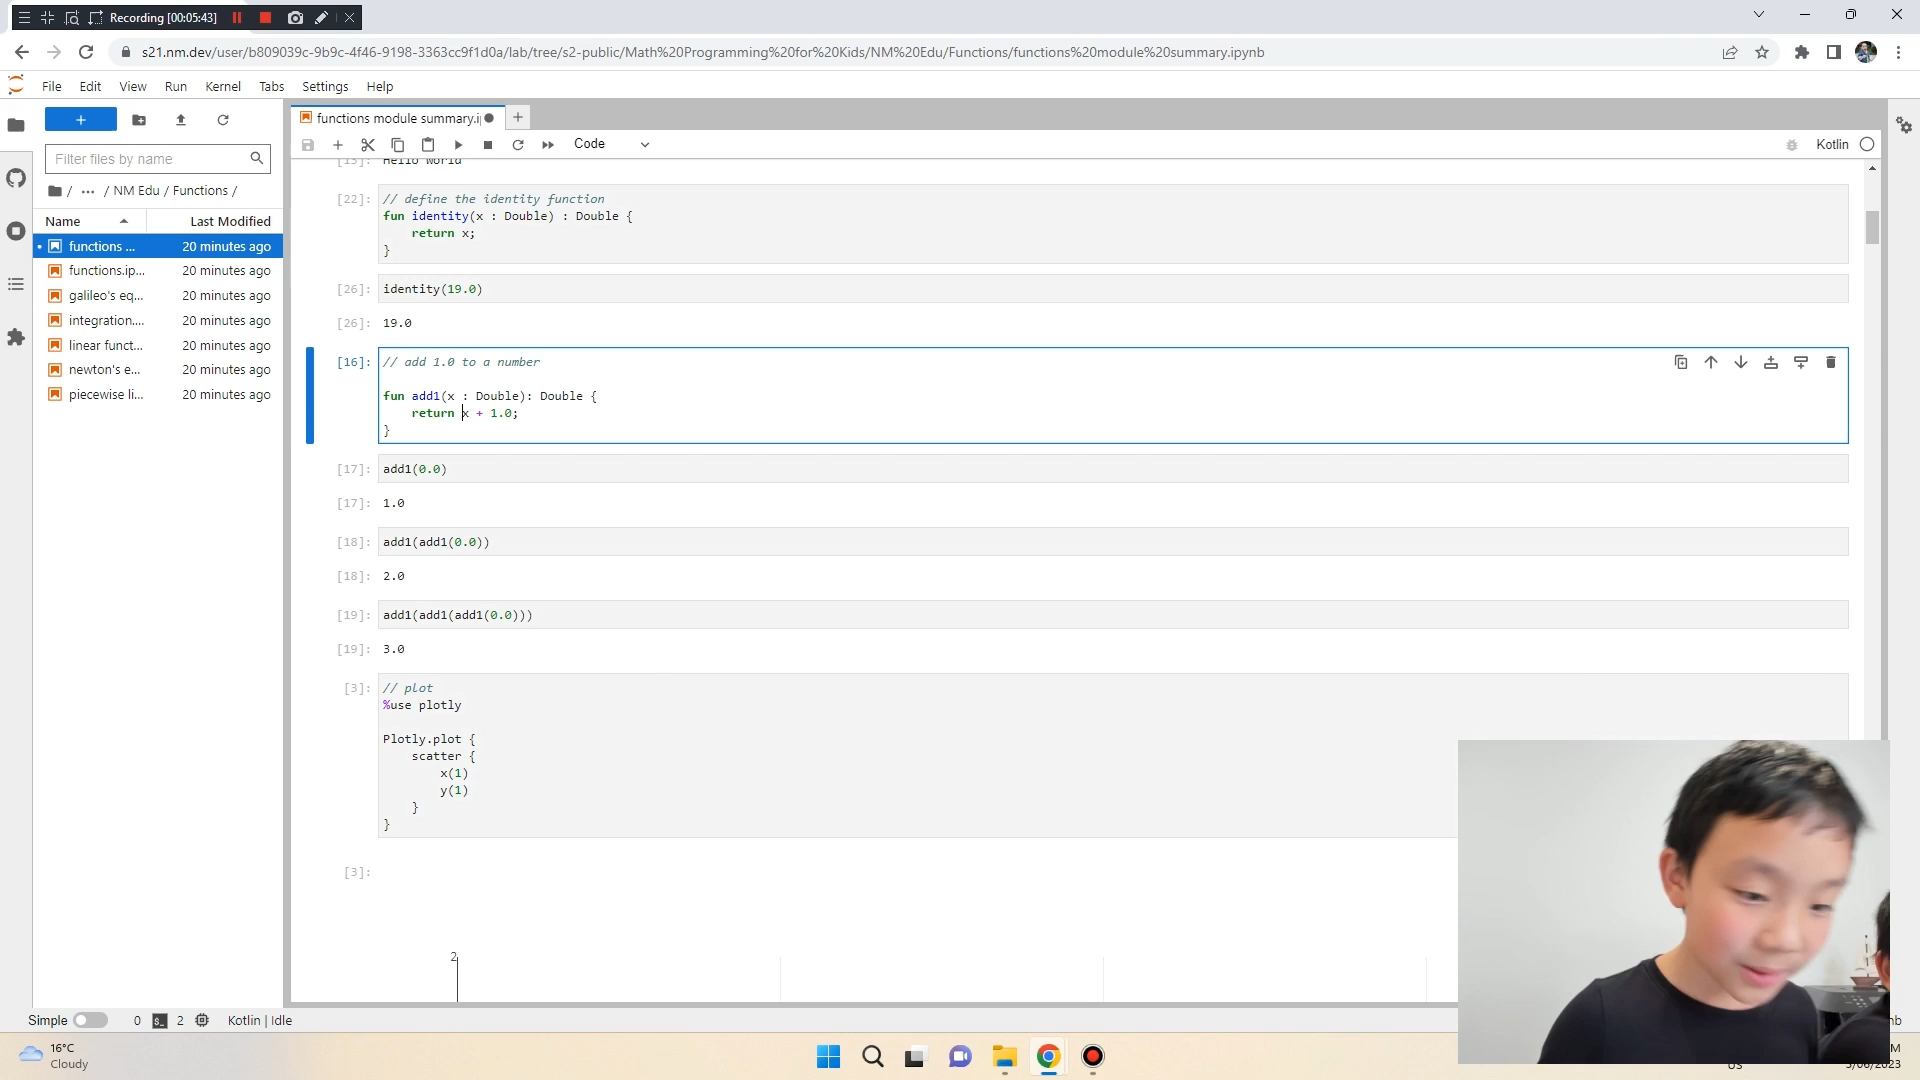 Recording [00:05:43]
s21.nm.dev/user/b809039c-9b9c-4f46-9198-3363cc9f1d0a/lab/tree/s2-public/Math%20Programming%20for%20Kids/NM%20Edu/Functions/functions%20module%20summary.ipynb
File Edit View Run Kernel Tabs Settings Help
functions module summary.i
Filter files by name
Code
Kotlin
/ ... / NM Edu / Functions /
Name Last Modified
functions ... 20 minutes ago
functions.ip... 20 minutes ago
galileo's eq... 20 minutes ago
integration.... 20 minutes ago
linear funct... 20 minutes ago
newton's e... 20 minutes ago
piecewise li... 20 minutes ago
[13]: Hello World
[22]: // define the identity function
fun identity(x : Double) : Double {
return x;
}
[26]: identity(19.0)
[26]: 19.0
[16]: // add 1.0 to a number
fun add1(x : Double): Double {
return x + 1.0;
}
[17]: add1(0.0)
[17]: 1.0
[18]: add1(add1(0.0))
[18]: 2.0
[19]: add1(add1(add1(0.0)))
[19]: 3.0
[3]: // plot
%use plotly
Plotly.plot {
scatter {
x(1)
y(1)
}
}
[3]:
2
Simple 0 2 Kotlin | Idle
nb
16°C
Cloudy
M
US